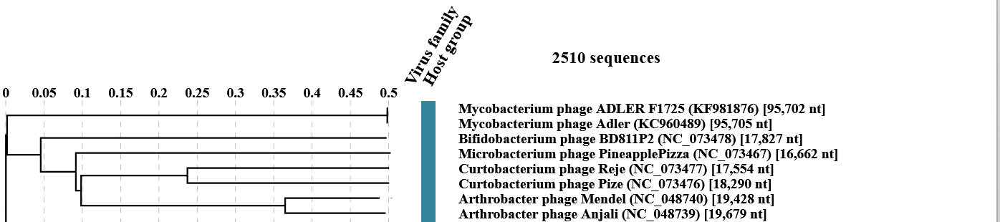 Virus family
Host group
2510 sequences
0 0.05 0.1 0.15 0.2 0.25 0.3 0.35 0.4 0.45 0.5
Mycobacterium phage ADLER F1725 (KF981876) [95,702 nt]
Mycobacterium phage Adler (KC960489) [95,705 nt]
Bifidobacterium phage BD811P2 (NC_073478) [17,827 nt]
Microbacterium phage PineapplePizza (NC_073467) [16,662 nt]
Curtobacterium phage Reje (NC_073477) [17,554 nt]
Curtobacterium phage Pize (NC_073476) [18,290 nt]
Arthrobacter phage Mendel (NC_048740) [19,428 nt]
Arthrobacter phage Anjali (NC_048739) [19,679 nt]